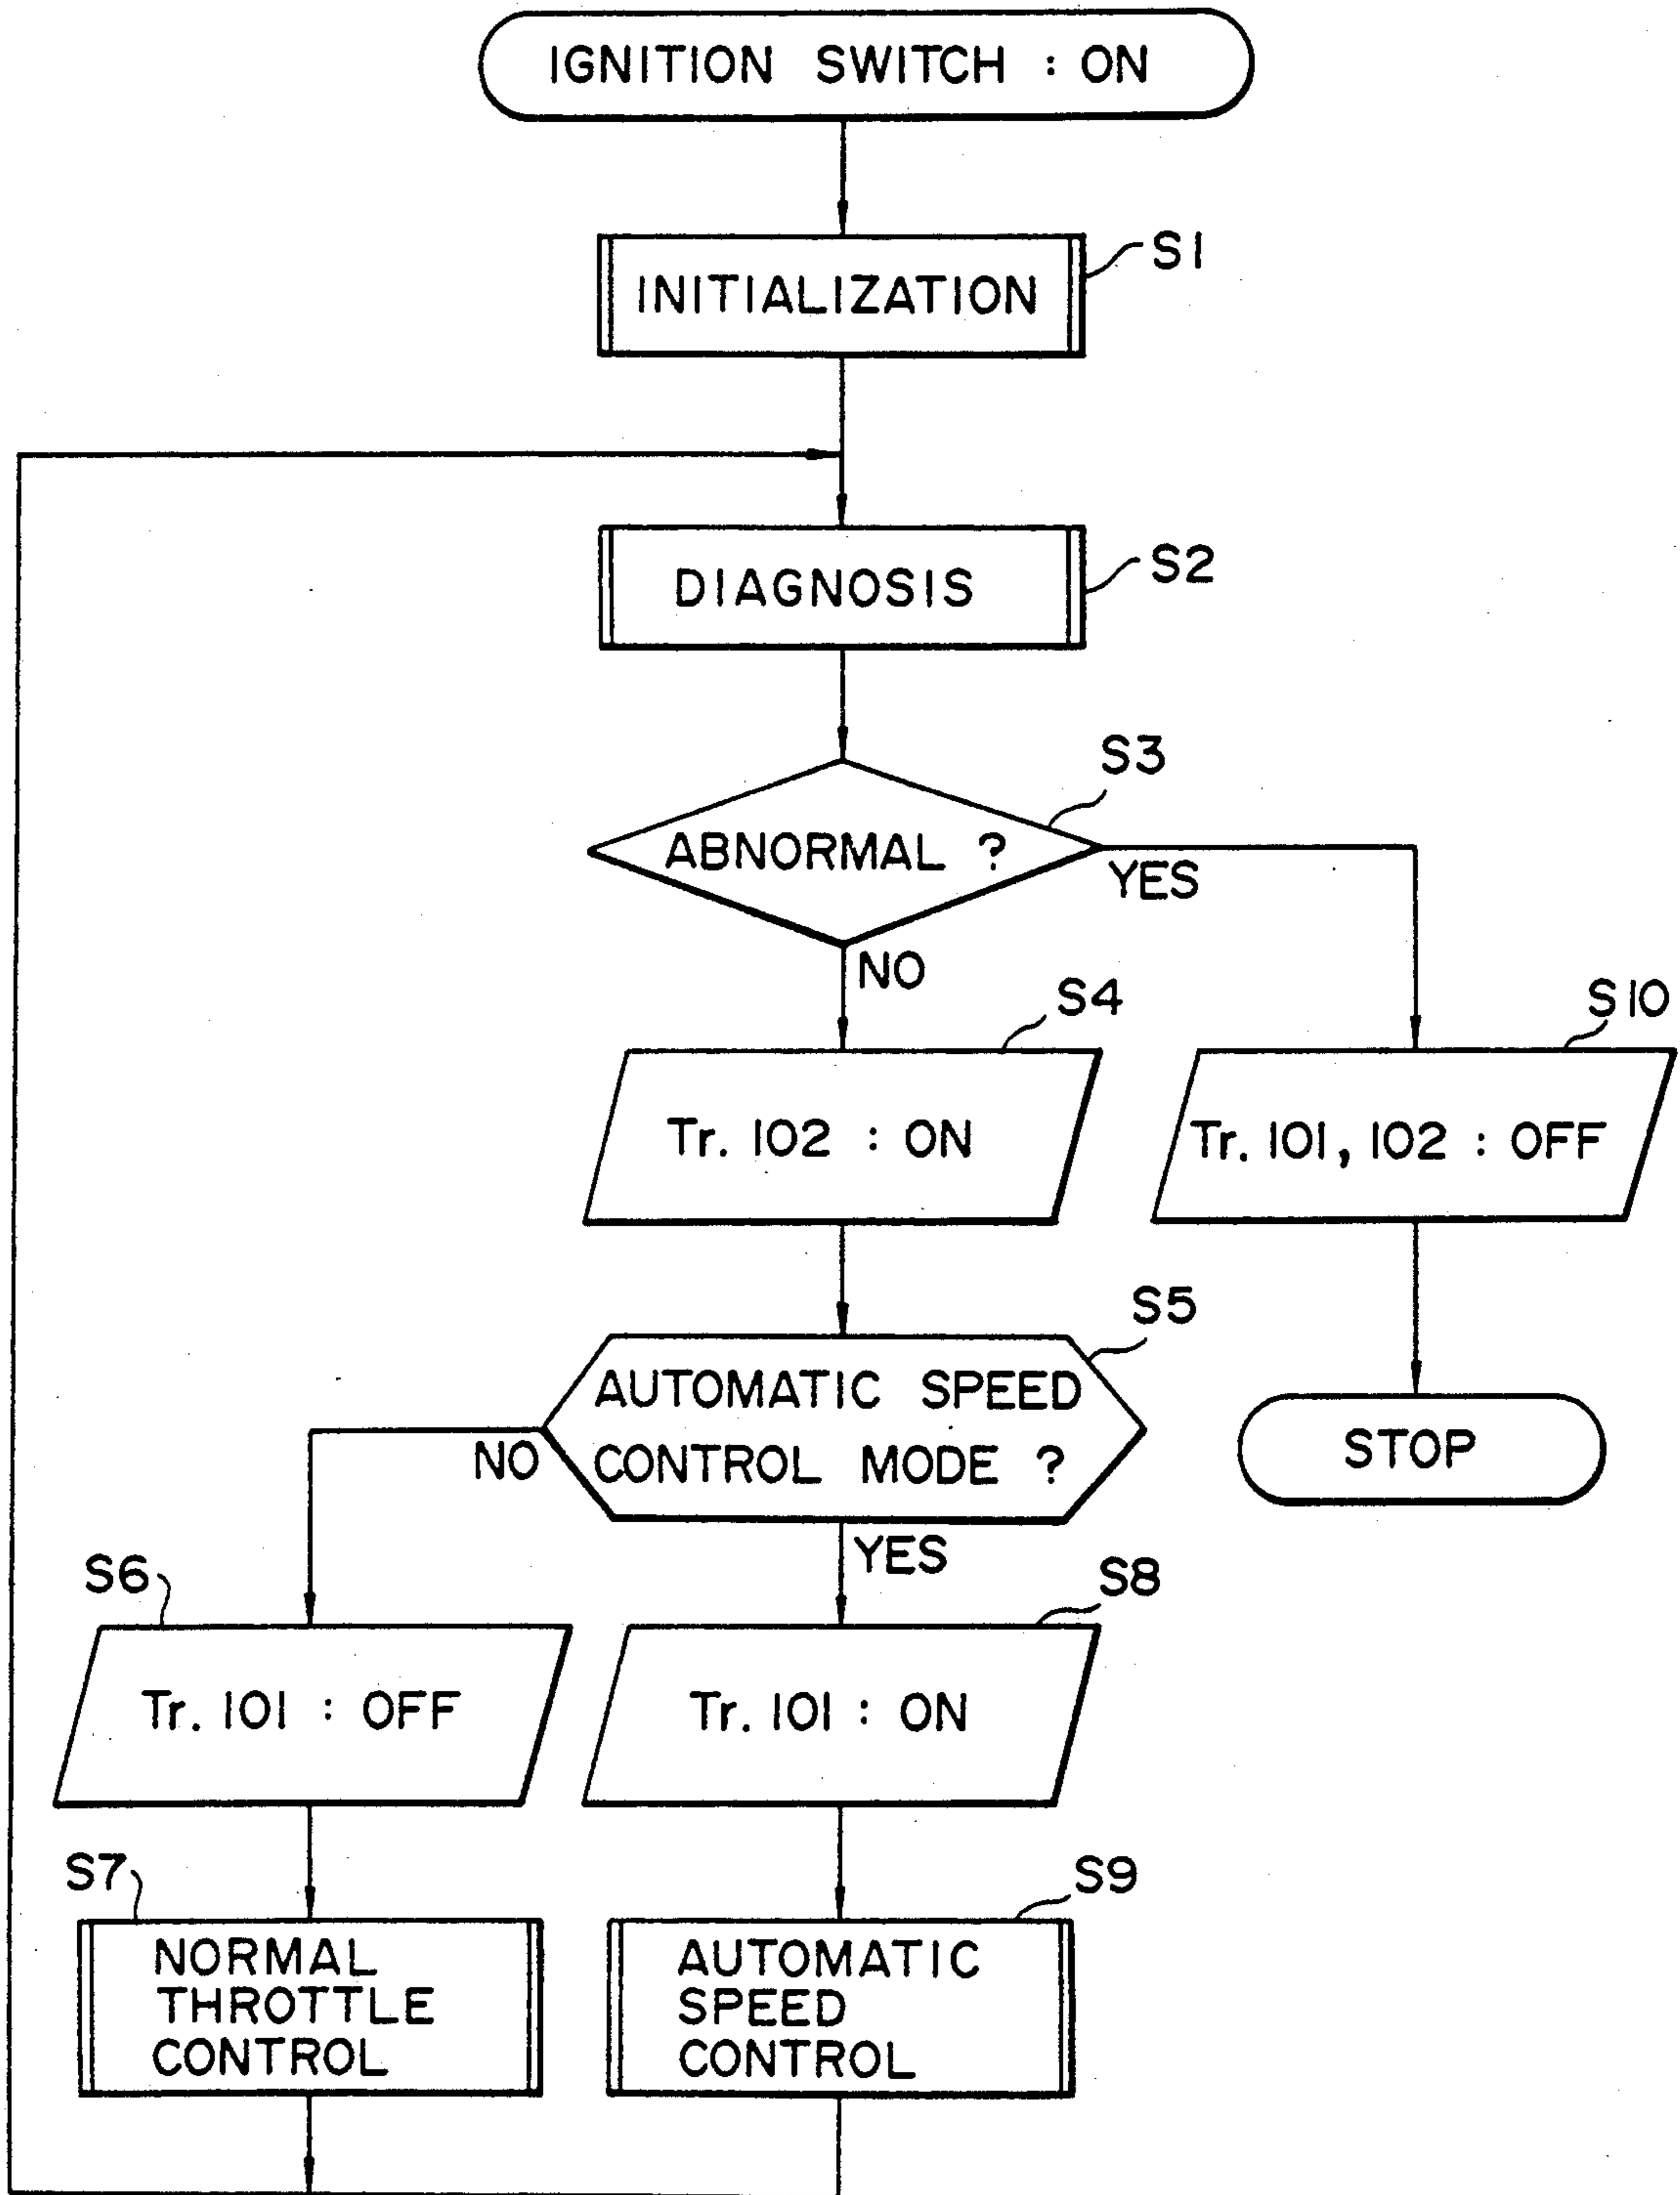 IGNITION SWITCH : ON
S1
INITIALIZATION
S2
DIAGNOSIS
S3
ABNORMAL ?
YES
NO
S4
S10
Tr. 102 : ON
Tr. 101, 102 : OFF
S5
AUTOMATIC SPEED
CONTROL MODE ?
NO
STOP
YES
S6
S8
Tr. 101 : OFF
Tr. 101 : ON
S7
S9
NORMAL
THROTTLE
CONTROL
AUTOMATIC
SPEED
CONTROL